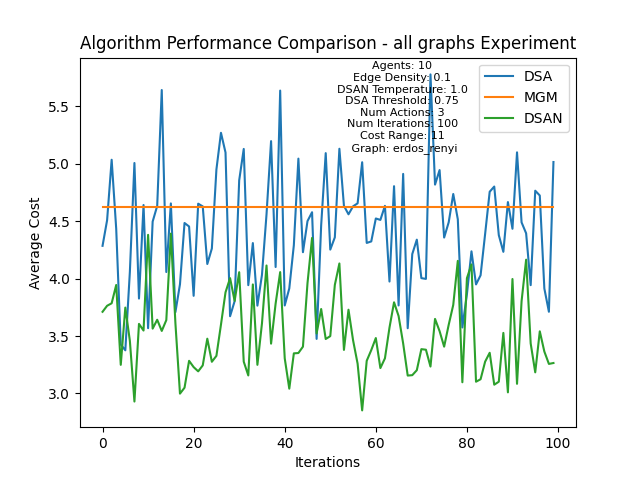 Algorithm Performance Comparison - all graphs Experiment
Agents: 10
Edge Density: 0.1
DSAN Temperature: 1.0
DSA Threshold: 0.75
Num Actions: 3
Num Iterations: 100
Cost Range: 11
Graph: erdos_renyi
DSA
MGM
DSAN
Average Cost
5.5
5.0
4.5
4.0
3.5
3.0
0 20 40 60 80 100
Iterations